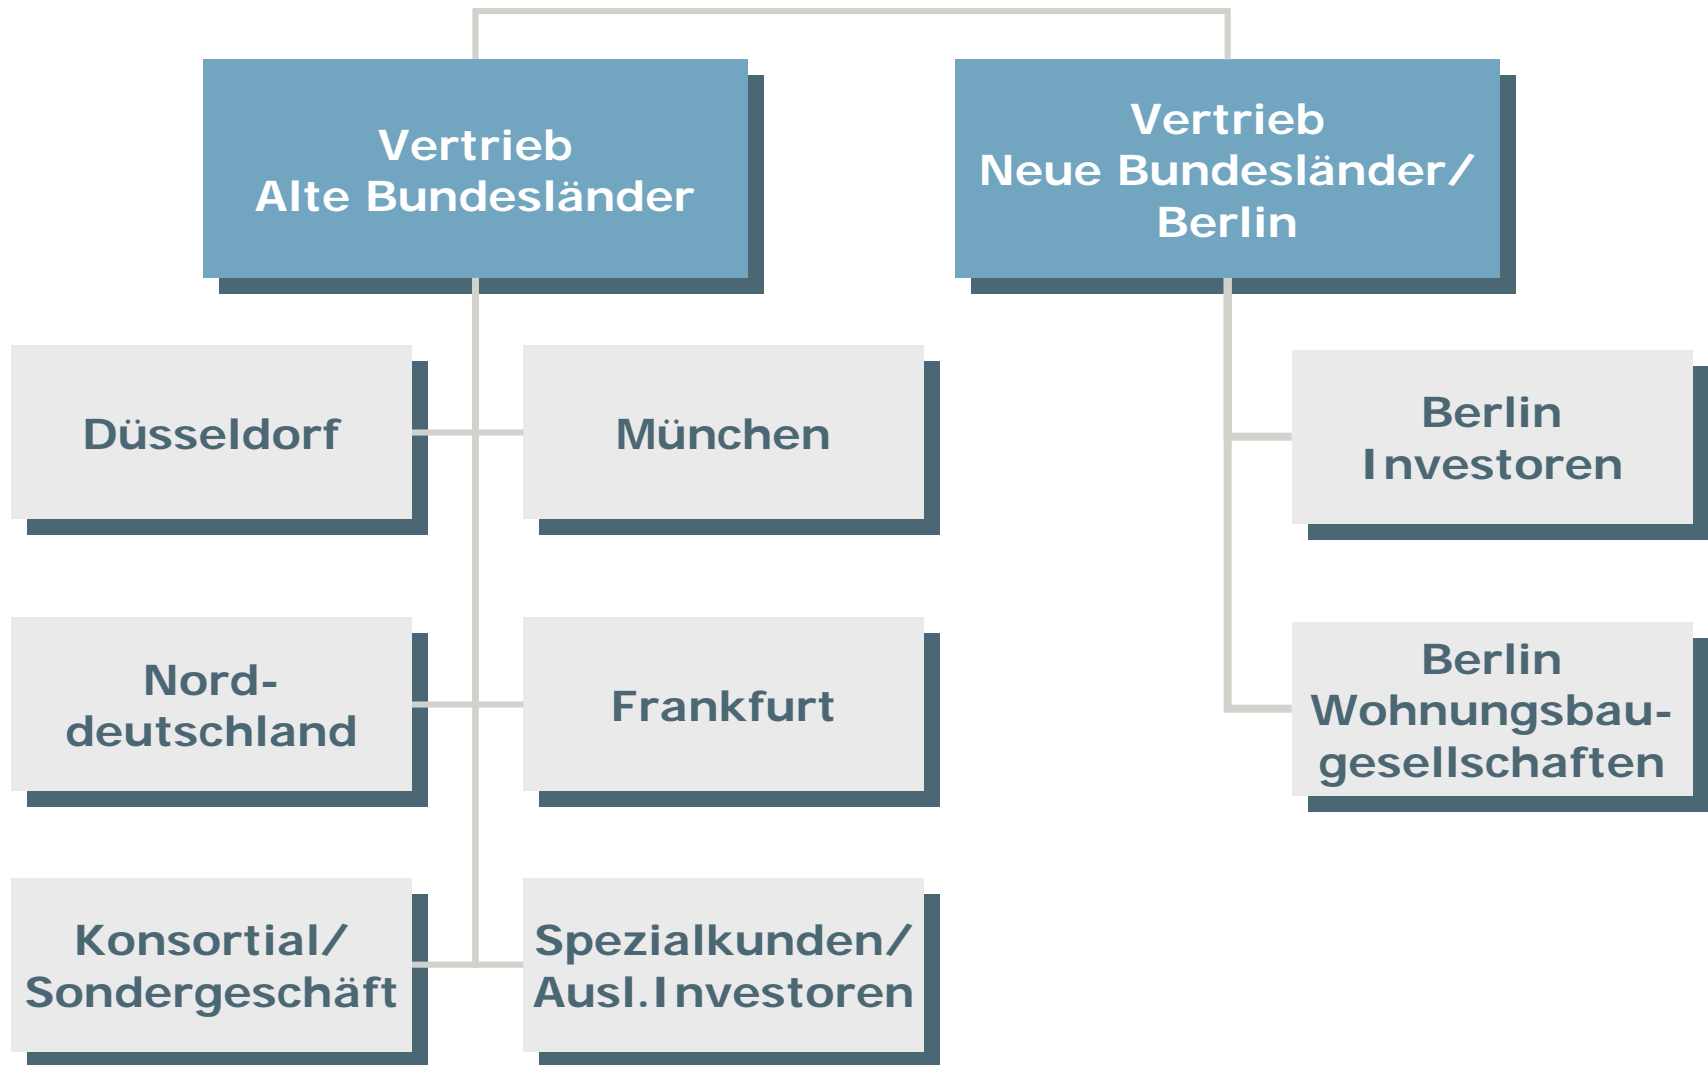 Vertrieb
Alte Bundesländer
Vertrieb
Neue Bundesländer/
Berlin
Düsseldorf
München
Berlin
Investoren
Nord-
deutschland
Frankfurt
Berlin
Wohnungsbau-
gesellschaften
Konsortial/
Sondergeschäft
Spezialkunden/
Ausl.Investoren